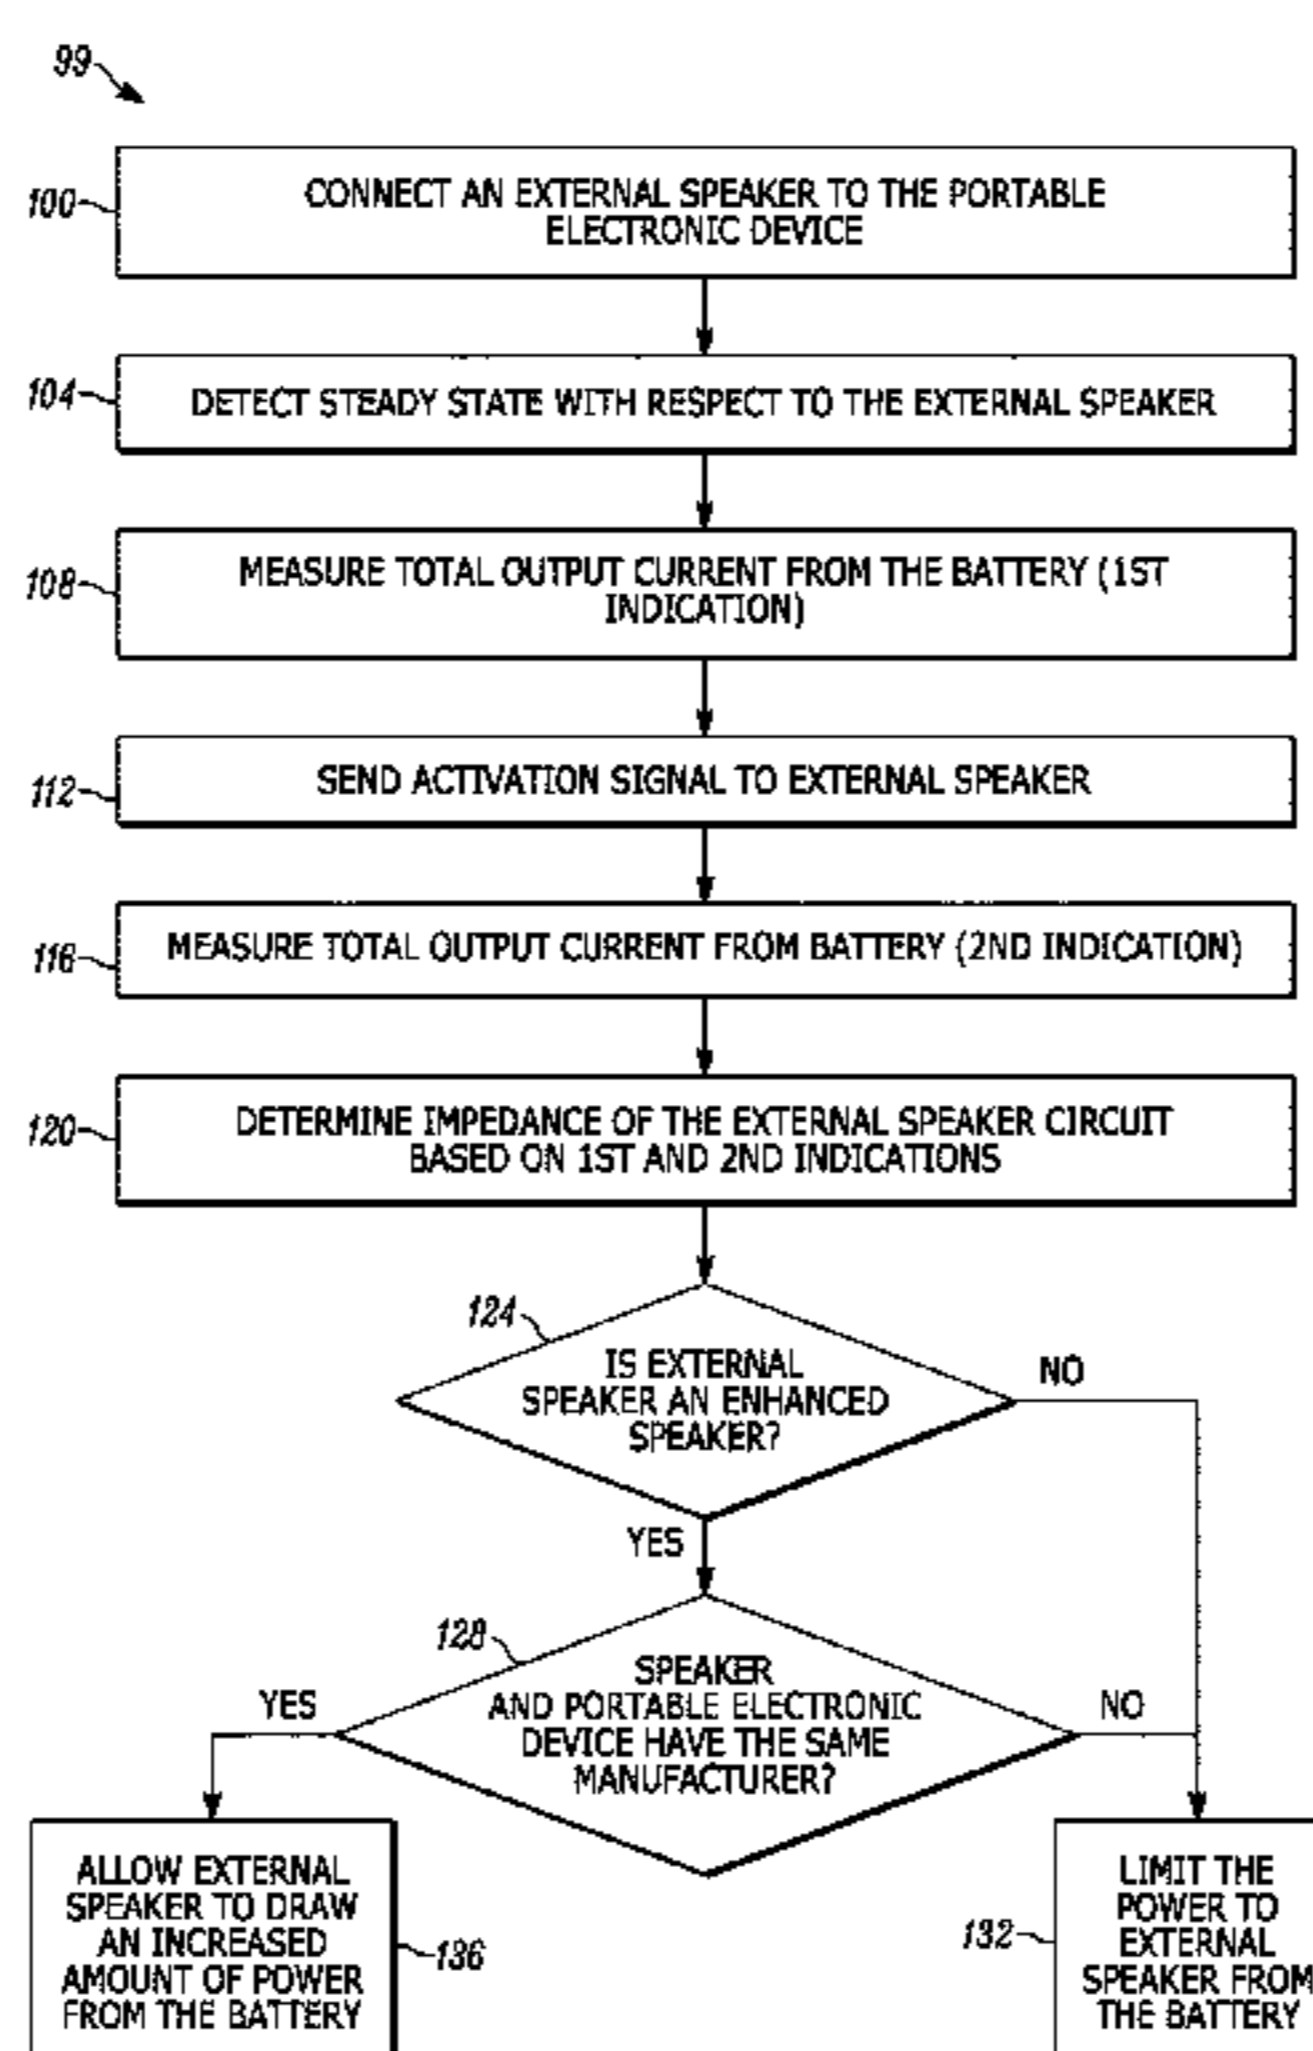 99
100
CONNECT AN EXTERNAL SPEAKER TO THE PORTABLE
ELECTRONIC DEVICE
104
DETECT STEADY STATE WITH RESPECT TO THE EXTERNAL SPEAKER
108
MEASURE TOTAL OUTPUT CURRENT FROM THE BATTERY (1ST
INDICATION)
112
SEND ACTIVATION SIGNAL TO EXTERNAL SPEAKER
116
MEASURE TOTAL OUTPUT CURRENT FROM BATTERY (2ND INDICATION)
120
DETERMINE IMPEDANCE OF THE EXTERNAL SPEAKER CIRCUIT
BASED ON 1ST AND 2ND INDICATIONS
124
IS EXTERNAL
SPEAKER AN ENHANCED
SPEAKER?
NO
YES
128
SPEAKER
AND PORTABLE ELECTRONIC
DEVICE HAVE THE SAME
MANUFACTURER?
YES
NO
ALLOW EXTERNAL
SPEAKER TO DRAW
AN INCREASED
AMOUNT OF POWER
FROM THE BATTERY
136
132
LIMIT THE
POWER TO
EXTERNAL
SPEAKER FROM
THE BATTERY